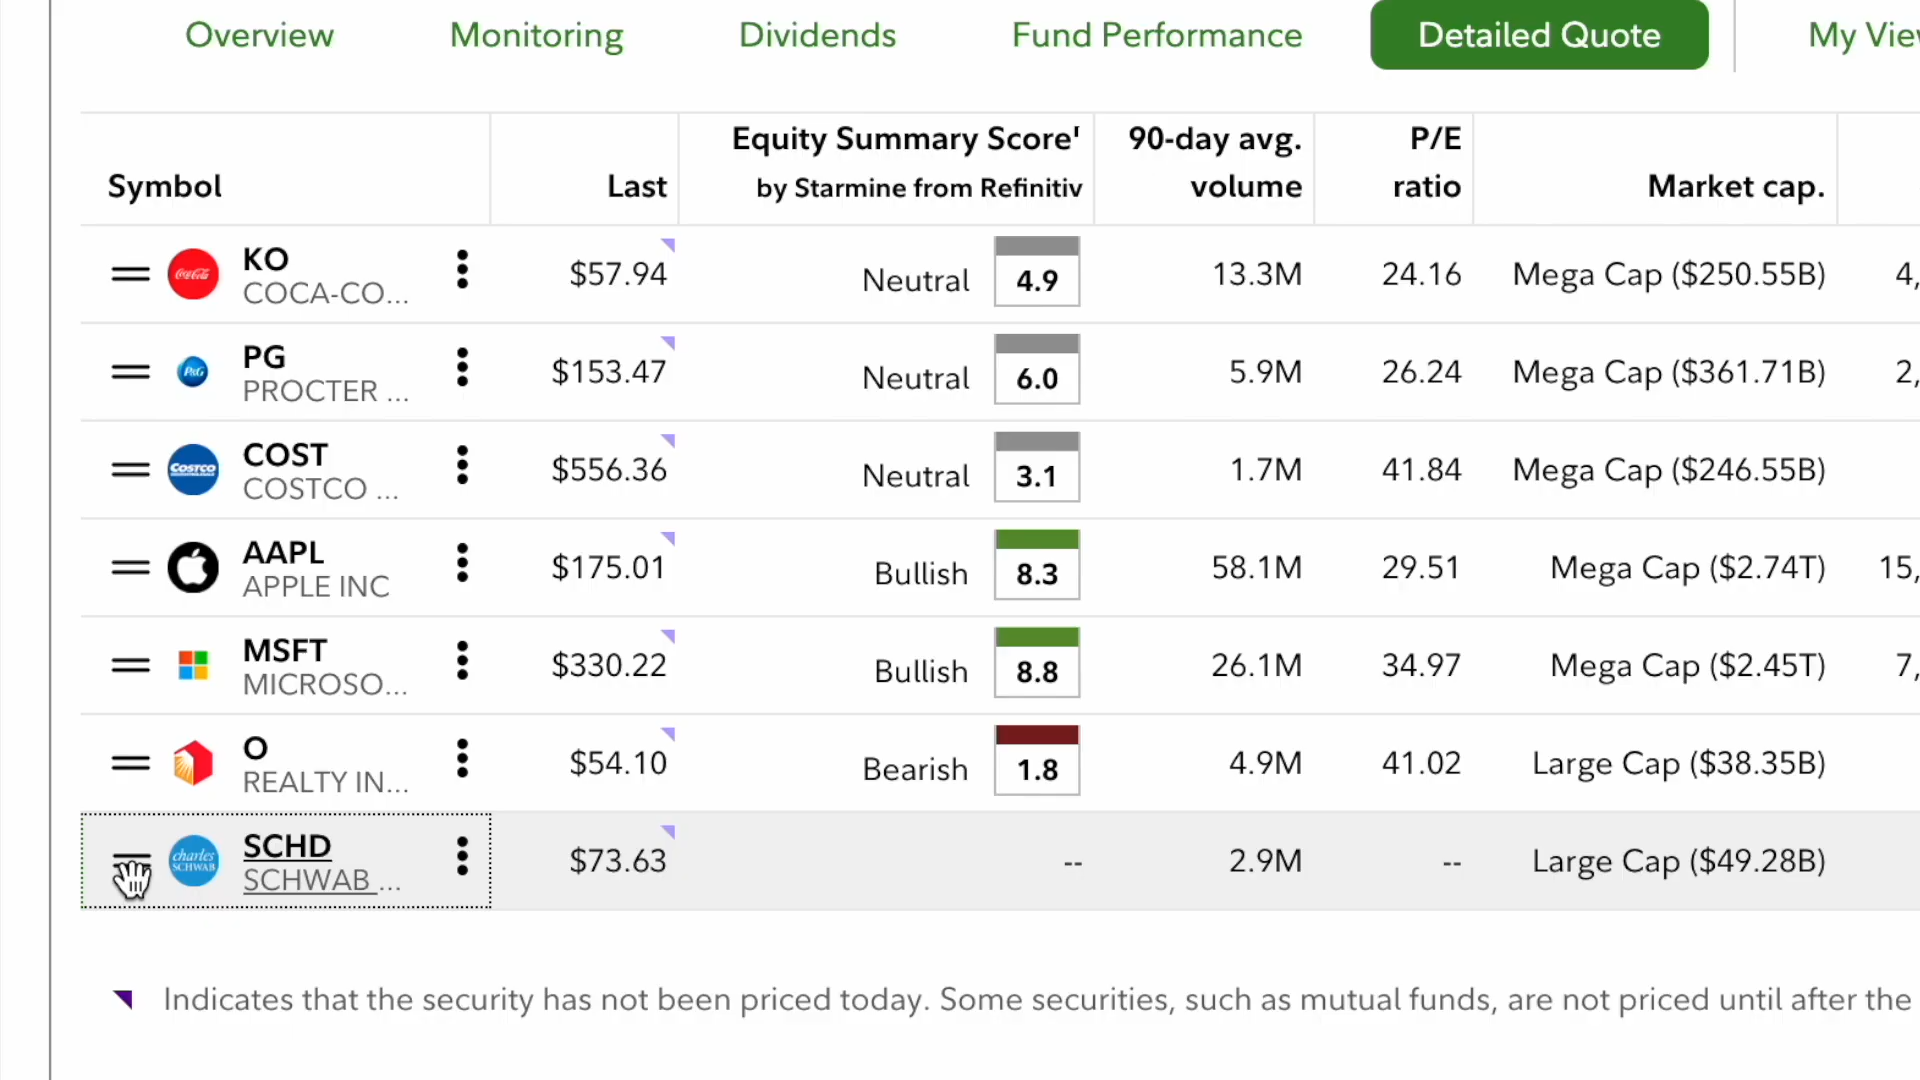 Overview Monitoring Dividends Fund Performance Detailed Quote My Viev
Symbol Last Equity Summary Score¹ by Starmine from Refinitiv 90-day avg. volume P/E ratio Market cap.
Coca-Cola KO $57.94 Neutral 4.9 13.3M 24.16 Mega Cap ($250.55B) 4,
COCA-CO...
P&G PG $153.47 Neutral 6.0 5.9M 26.24 Mega Cap ($361.71B) 2,
PROCTER ...
COSTCO COST $556.36 Neutral 3.1 1.7M 41.84 Mega Cap ($246.55B)
COSTCO ...
AAPL $175.01 Bullish 8.3 58.1M 29.51 Mega Cap ($2.74T) 15,
APPLE INC
MSFT $330.22 Bullish 8.8 26.1M 34.97 Mega Cap ($2.45T) 7,
MICROSO...
O $54.10 Bearish 1.8 4.9M 41.02 Large Cap ($38.35B)
REALTY IN...
charles SCHWAB SCHD $73.63 -- 2.9M -- Large Cap ($49.28B)
SCHWAB ...
Indicates that the security has not been priced today. Some securities, such as mutual funds, are not priced until after the